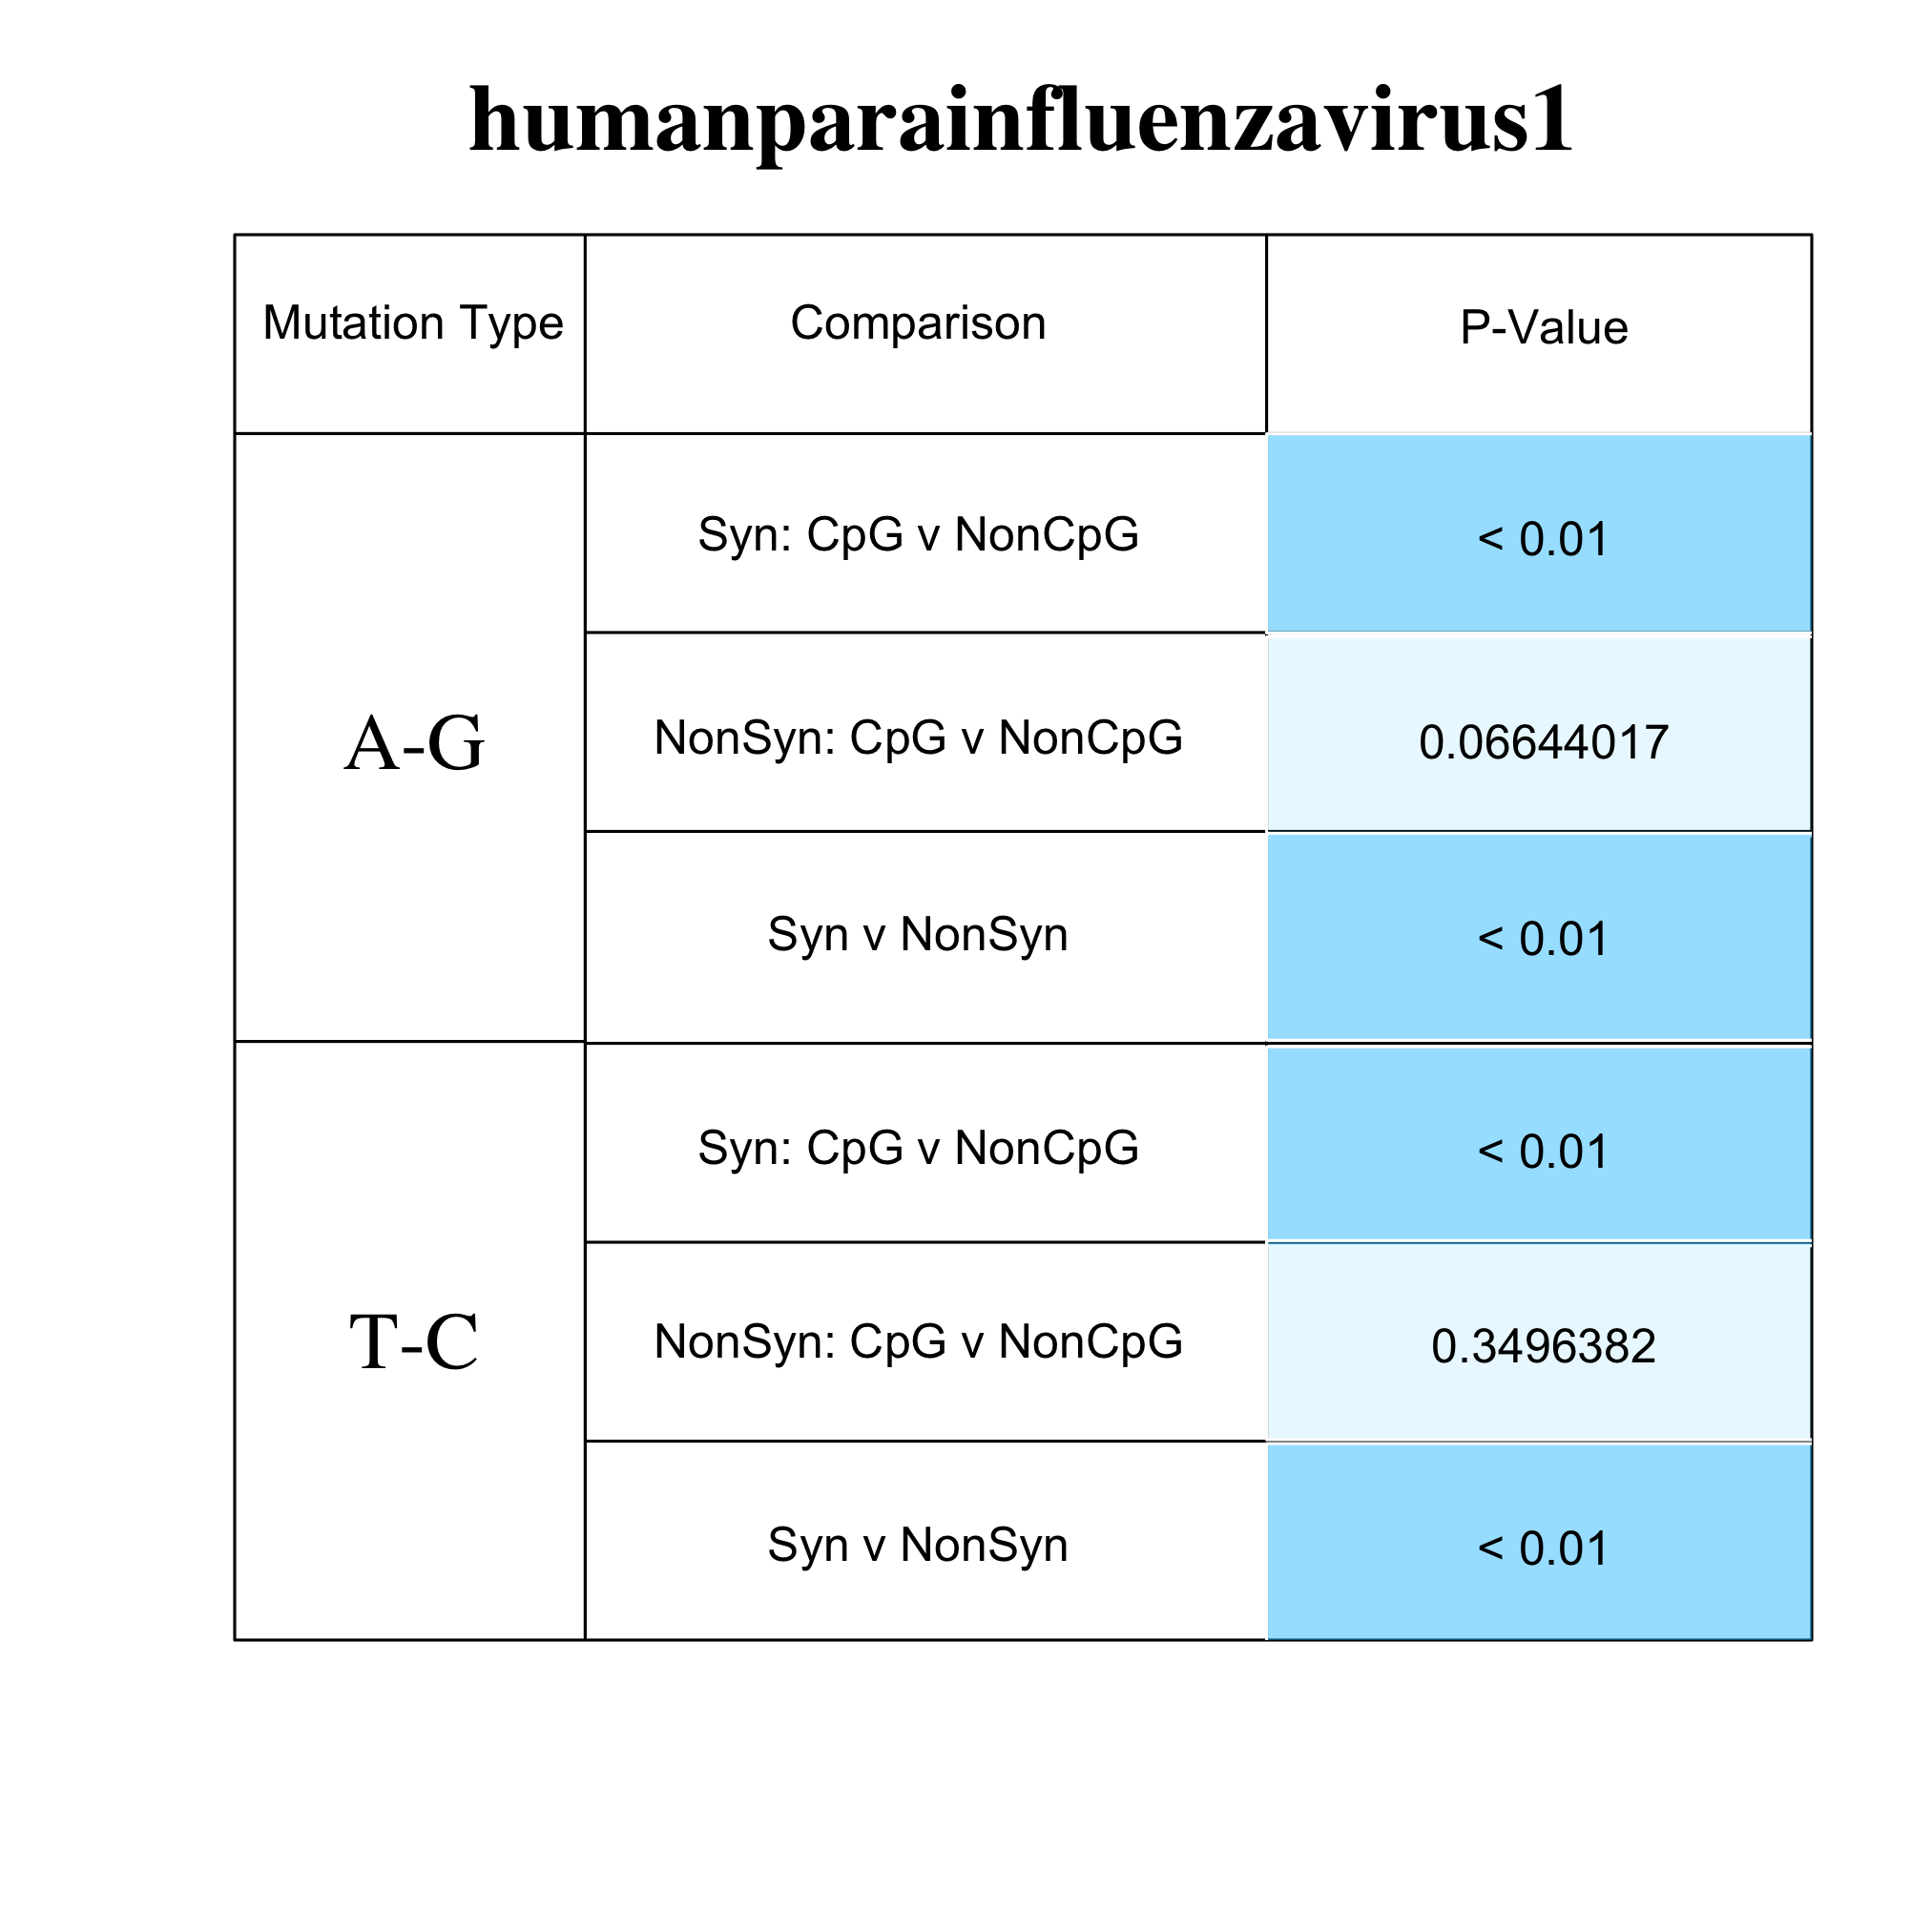 humanparainfluenzavirus1
Mutation Type Comparison P-Value
A-G
Syn: CpG v NonCpG < 0.01
NonSyn: CpG v NonCpG 0.06644017
Syn v NonSyn < 0.01
T-C
Syn: CpG v NonCpG < 0.01
NonSyn: CpG v NonCpG 0.3496382
Syn v NonSyn < 0.01